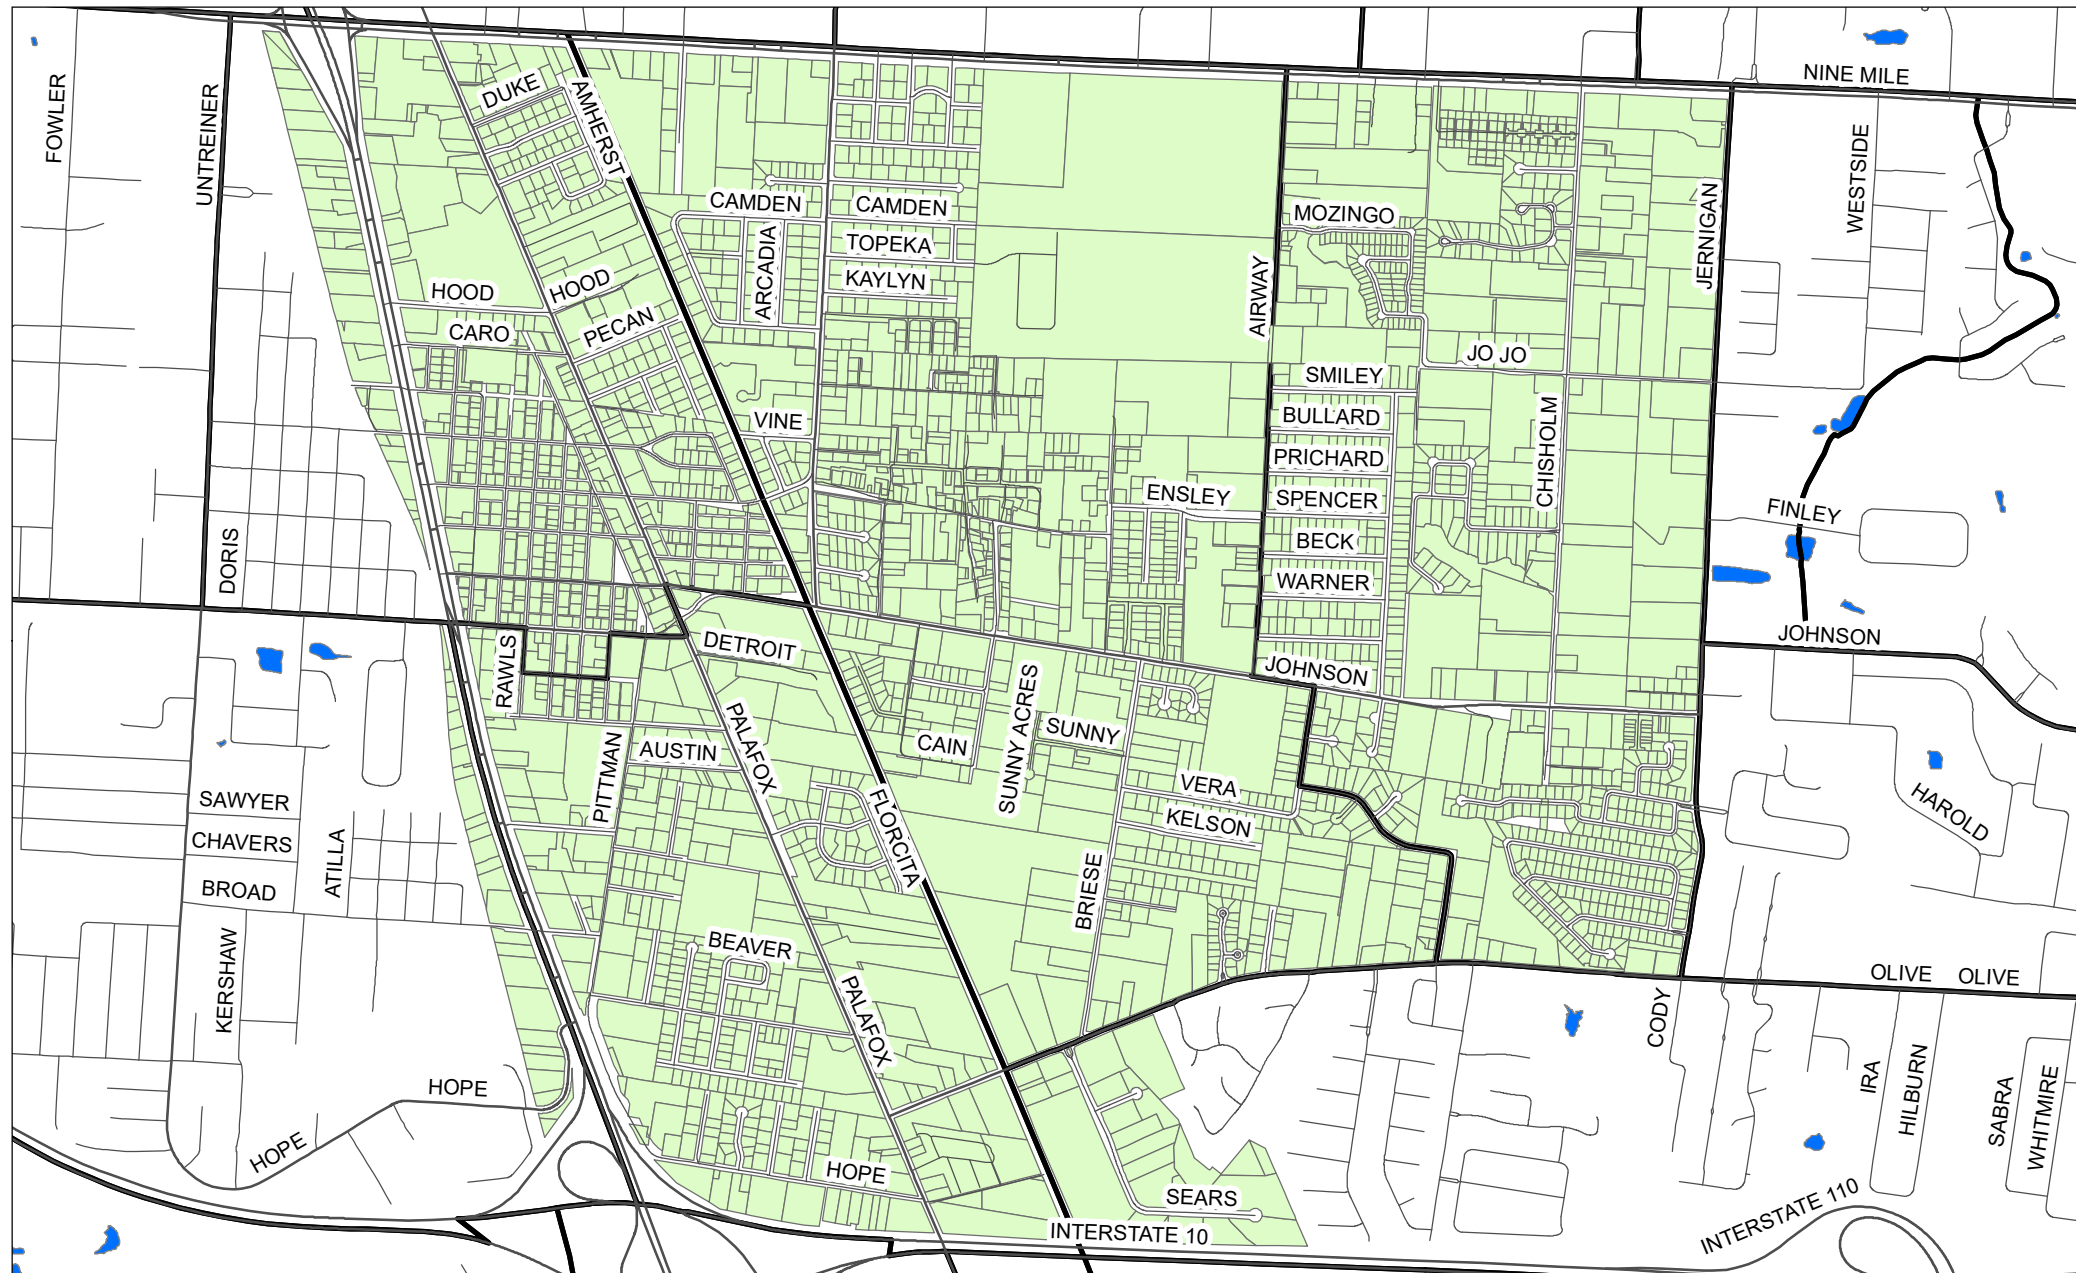 NINE MILE
FOWLER
UNTREINER
DUKE
AMHERST
WESTSIDE
JERNIGAN
CAMDEN
CAMDEN
MOZINGO
ARCADIA
TOPEKA
KAYLYN
HOOD
HOOD
AIRWAY
CARO
PECAN
JO JO
SMILEY
VINE
BULLARD
CHISHOLM
PRICHARD
ENSLEY
SPENCER
FINLEY
DORIS
BECK
WARNER
RAWLS
DETROIT
JOHNSON
JOHNSON
SUNNY ACRES
PALAFOX
PITTMAN
AUSTIN
CAIN
SUNNY
VERA
KELSON
FLORCITA
SAWYER
CHAVERS
ATILLA
BROAD
HAROLD
BRIESE
KERSHAW
BEAVER
PALAFOX
OLIVE
OLIVE
CODY
HOPE
HOPE
HOPE
IRA
HILBURN
SABRA
WHITMIRE
SEARS
INTERSTATE 10
INTERSTATE 110